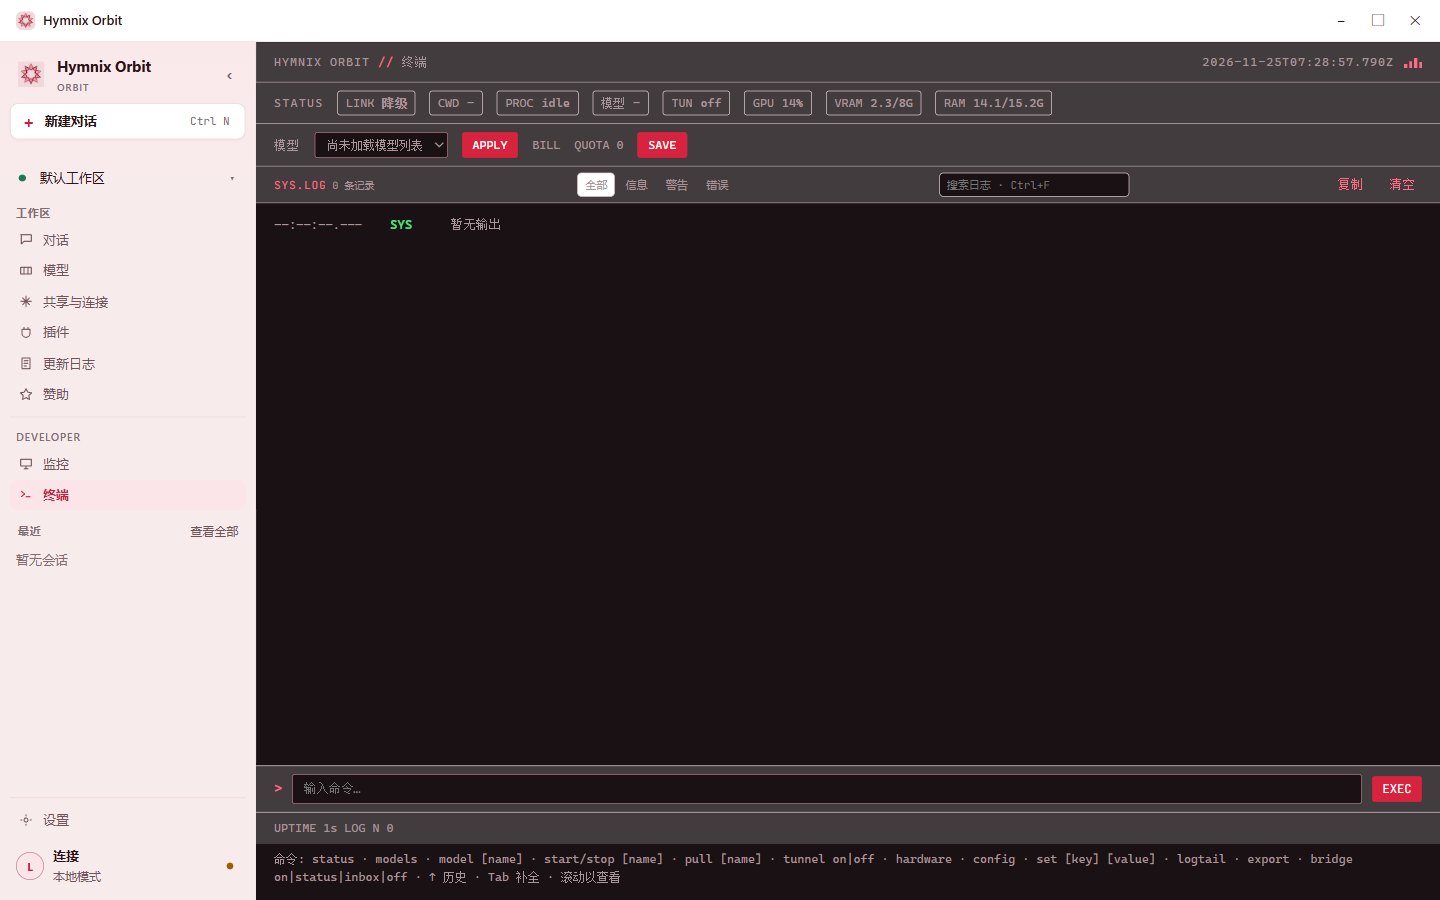 Hymnix Orbit
Hymnix Orbit
ORBIT
+ 新建对话 Ctrl N
默认工作区
工作区
对话
模型
共享与连接
插件
更新日志
赞助
DEVELOPER
监控
终端
最近 查看全部
暂无会话
设置
L
连接
本地模式
HYMNIX ORBIT // 终端 2026-11-25T07:28:57.790Z
STATUS LINK 降级 CWD — PROC idle 模型 — TUN off GPU 14% VRAM 2.3/8G RAM 14.1/15.2G
模型 尚未加载模型列表 APPLY BILL QUOTA 0 SAVE
SYS.LOG 0 条记录 全部 信息 警告 错误 搜索日志 · Ctrl+F 复制 清空
--:--:--.--- SYS 暂无输出
> 输入命令… EXEC
UPTIME 1s LOG N 0
命令: status · models · model [name] · start/stop [name] · pull [name] · tunnel on|off · hardware · config · set [key] [value] · logtail · export · bridge
on|status|inbox|off · ↑ 历史 · Tab 补全 · 滚动以查看